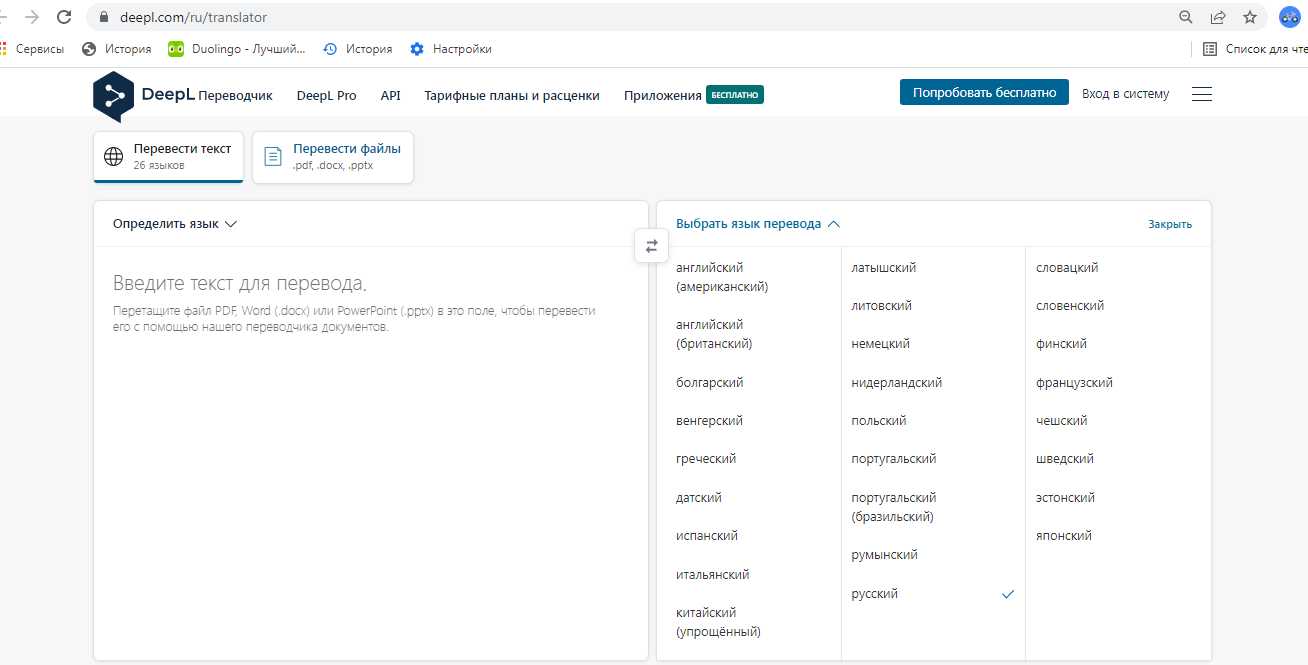 deepl.com/ru/translator
Сервисы
История
Duolingo - Лучший...
История
Настройки
Список для чте
DeepL Переводчик
DeepL Pro
API
Тарифные планы и расценки
Приложения
БЕСПЛАТНО
Попробовать бесплатно
Вход в систему
Перевести текст
26 языков
Перевести файлы
.pdf, .docx, .pptx
Определить язык
Введите текст для перевода.
Перетащите файл PDF, Word (.docx) или PowerPoint (.pptx) в это поле, чтобы перевести
его с помощью нашего переводчика документов.
Выбрать язык перевода
Закрыть
английский
(американский)
английский
(британский)
болгарский
венгерский
греческий
датский
испанский
итальянский
китайский
(упрощённый)
латышский
литовский
немецкий
нидерландский
польский
португальский
португальский
(бразильский)
румынский
русский
словацкий
словенский
финский
французский
чешский
шведский
эстонский
японский